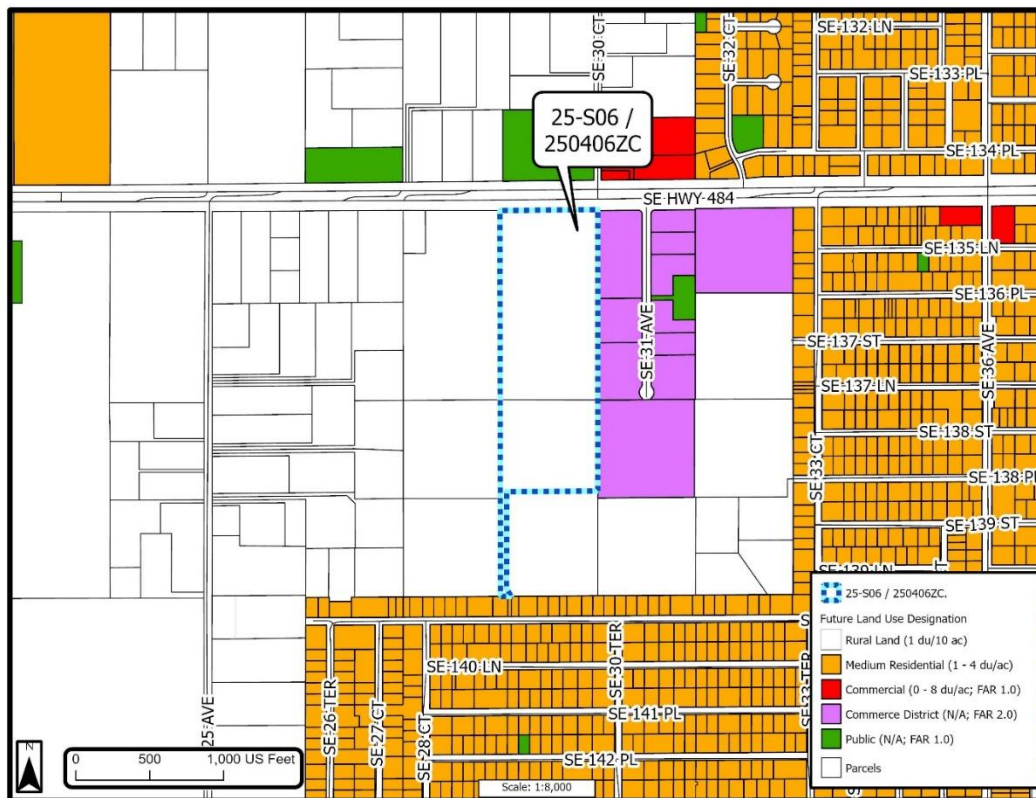 SE 30 CT
SE 32 CT
SE-132-LN
SE-133-PL
25-S06 /
250406ZC
SE-134-PL
SE HWY 484
SE-135-LN
SE-136-PL
SE 31 AVE
SE-137-ST
SE 36 AVE
SE-137-LN
SE 33 CT
SE-138-ST
SE-138-P
SE-139-ST
SE-139-LN
25 AVE
SE-26-TER
SE-27-CT
SE-28-CT
SE-140-LN
SE-30-TER
SE-33-TER
SE-141-PL
SE-142-PL
25-S06 / 250406ZC.
Future Land Use Designation
Rural Land (1 du/10 ac)
Medium Residential (1 - 4 du/ac)
Commercial (0 - 8 du/ac; FAR 1.0)
Commerce District (N/A; FAR 2.0)
Public (N/A; FAR 1.0)
Parcels
N
0 500 1,000 US Feet
Scale: 1:8,000